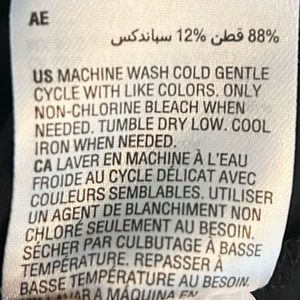 AE
88% قطن 12% سباندكس
US MACHINE WASH COLD GENTLE
CYCLE WITH LIKE COLORS. ONLY
NON-CHLORINE BLEACH WHEN
NEEDED. TUMBLE DRY LOW. COOL
IRON WHEN NEEDED.
CA LAVER EN MACHINE À L'EAU
FROIDE AU CYCLE DÉLICAT AVEC
COULEURS SEMBLABLES. UTILISER
UN AGENT DE BLANCHIMENT NON
CHLORÉ SEULEMENT AU BESOIN.
SÉCHER PAR CULBUTAGE À BASSE
TEMPÉRATURE. REPASSER À
BASSE TEMPÉRATURE AU BESOIN.
LAVAR A MÁQUINA EN